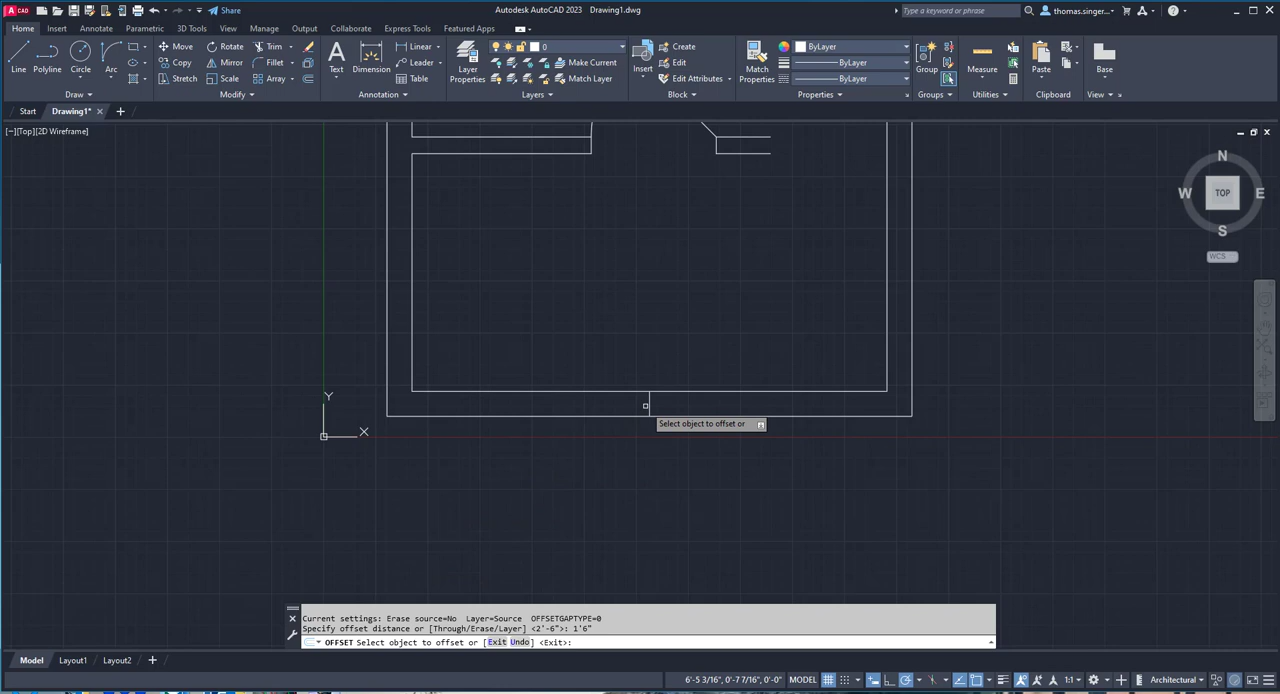 CAD
Share
Autodesk AutoCAD 2023 Drawing1.dwg
Type a keyword or phrase
thomas.singer...
Home Insert Annotate Parametric View Manage Output Collaborate Express Tools Featured Apps
3D Tools
Line Polyline Circle Arc
Move Rotate Trim
Copy Mirror Fillet
Stretch Scale Array
Text Dimension
Linear
Leader
Table
Layer
Properties
0
Make Current
Match Layer
Insert
Create
Edit
Edit Attributes
Match
Properties
ByLayer
ByLayer
ByLayer
Group
Measure
Paste
Base
Draw Modify Annotation Layers Block Properties Groups Utilities Clipboard View
Start Drawing1*
[−][Top][2D Wireframe]
N
W TOP E
S
WCS
Y
X
Select object to offset or
Current settings: Erase source=No Layer=Source OFFSETGAPTYPE=0
Specify offset distance or [Through/Erase/Layer] <2'-6">: 1'6"
OFFSET Select object to offset or [Exit Undo] <Exit>:
Model Layout1 Layout2
6'-5 3/16", 0'-7 7/16", 0'-0" MODEL 1:1 Architectural